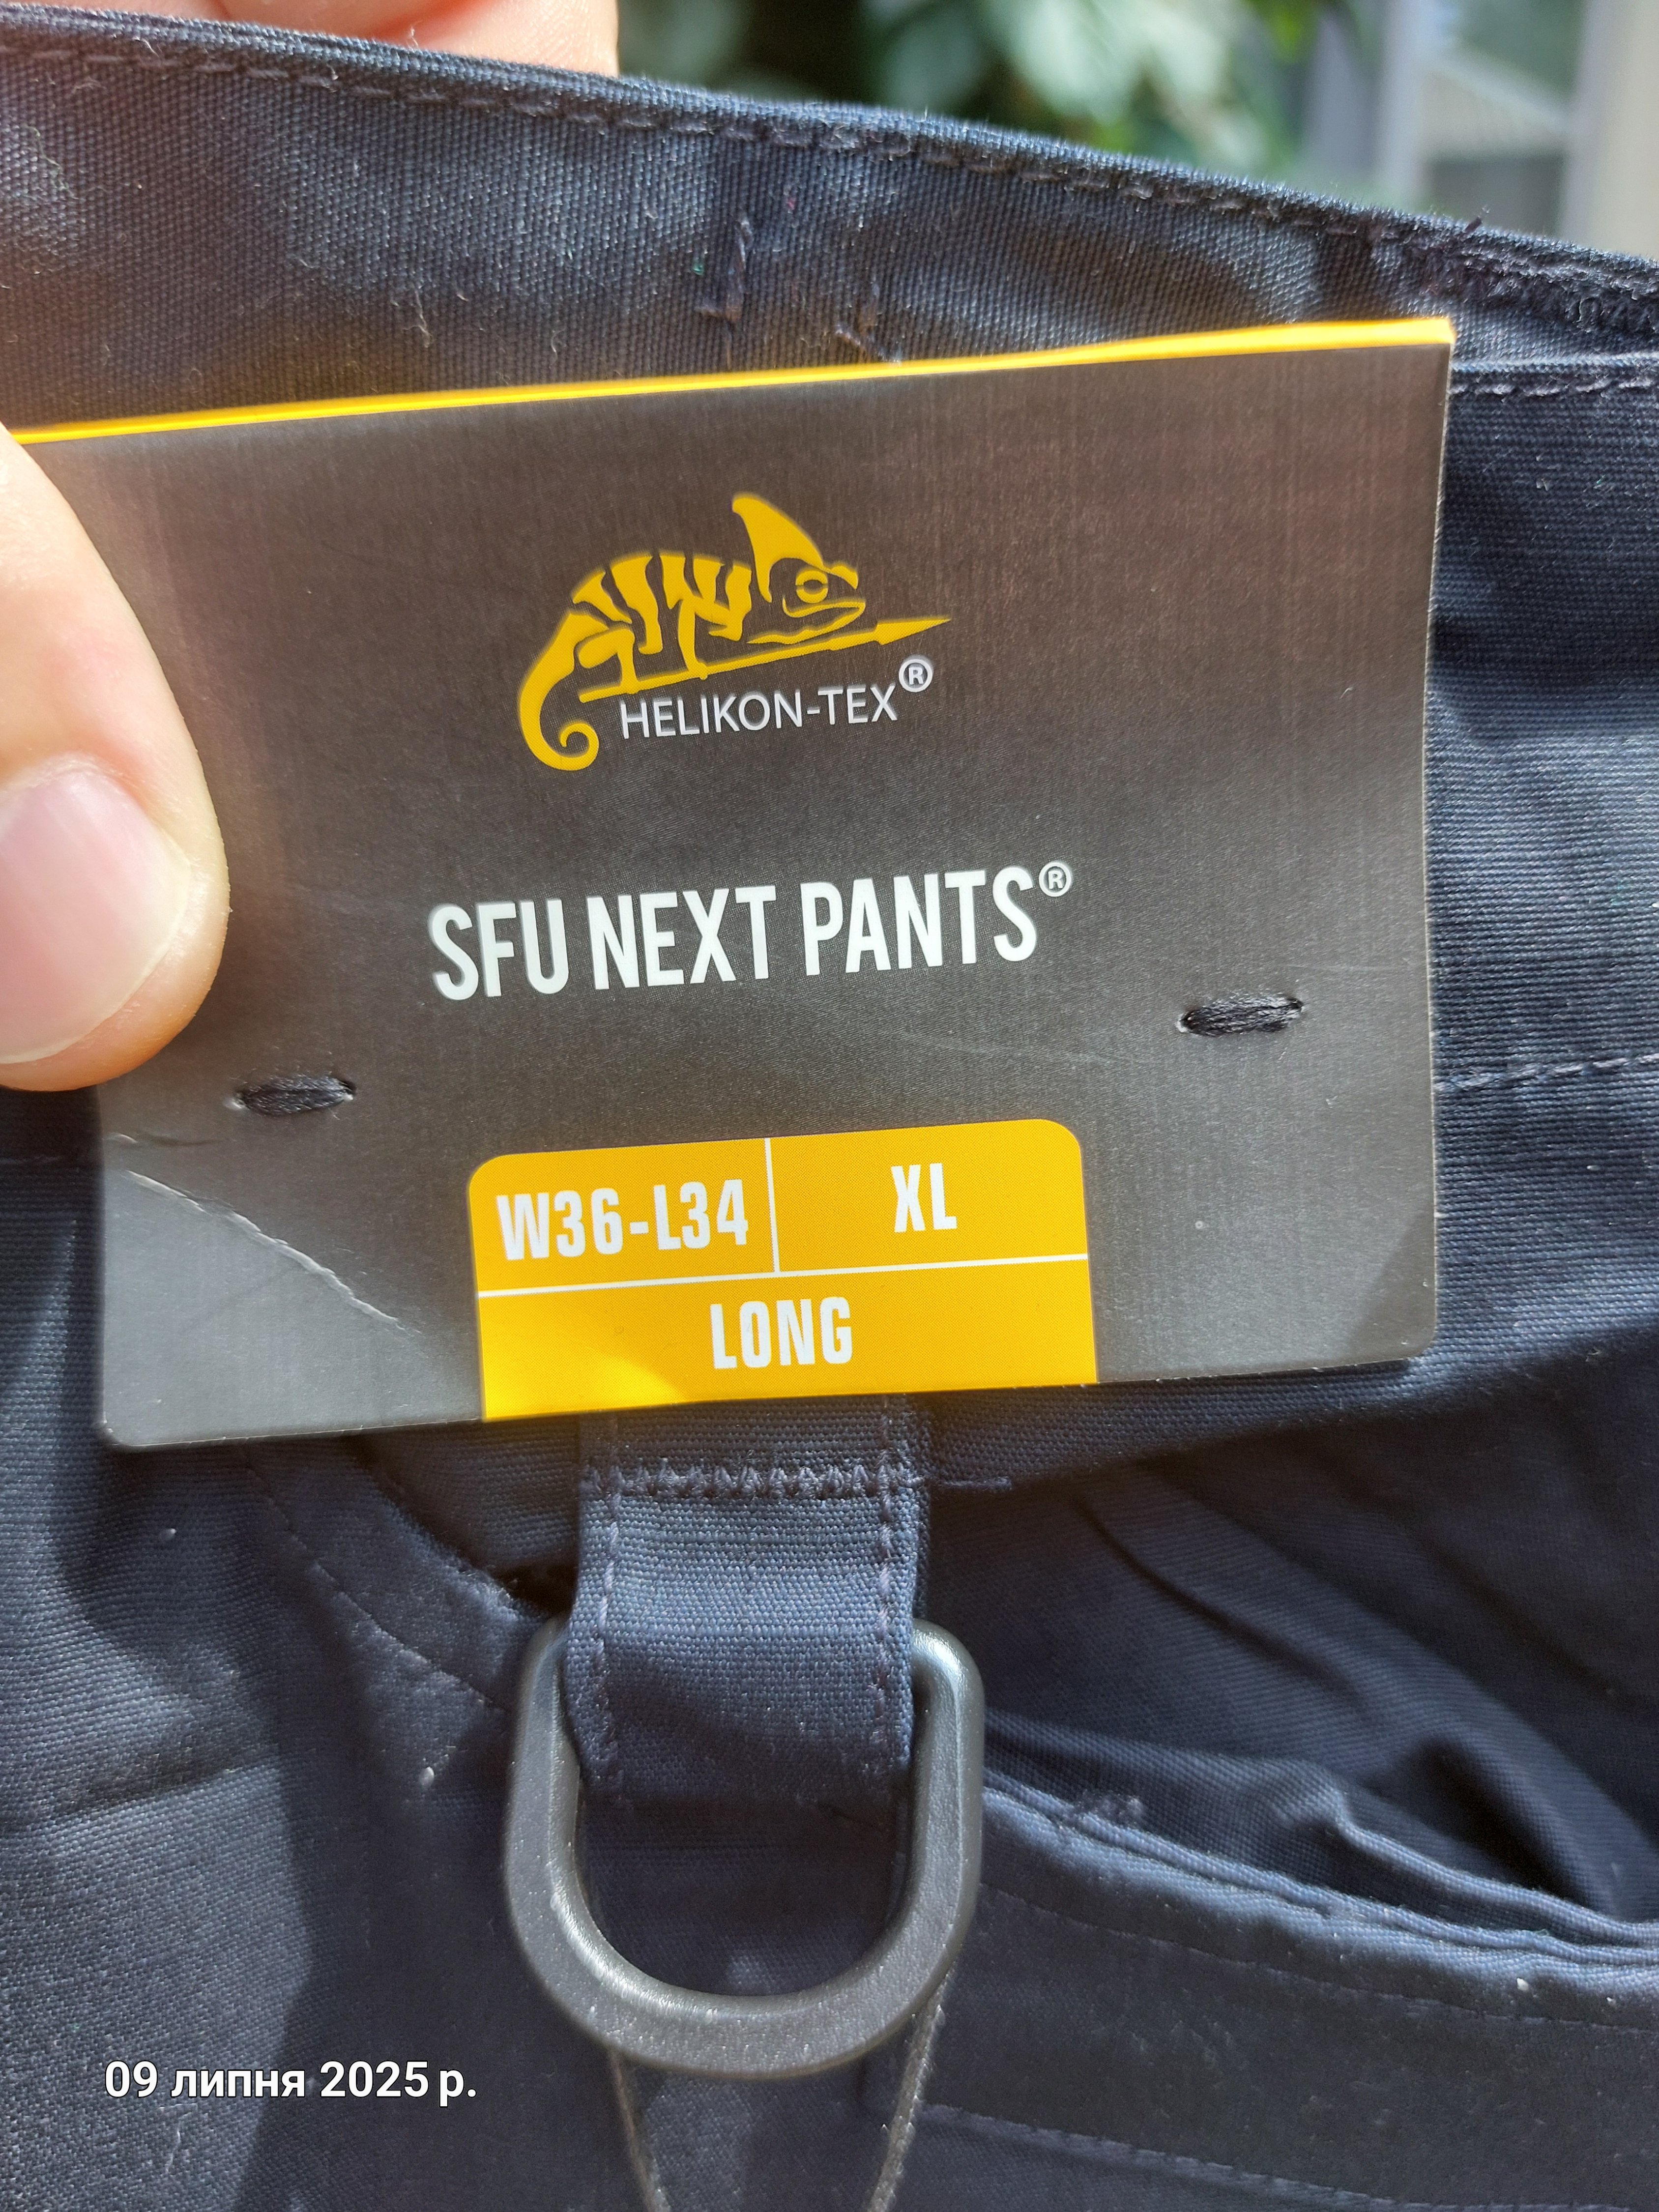 HELIKON-TEX®
SFU NEXT PANTS®
W36-L34 XL
LONG
09 липня 2025 р.